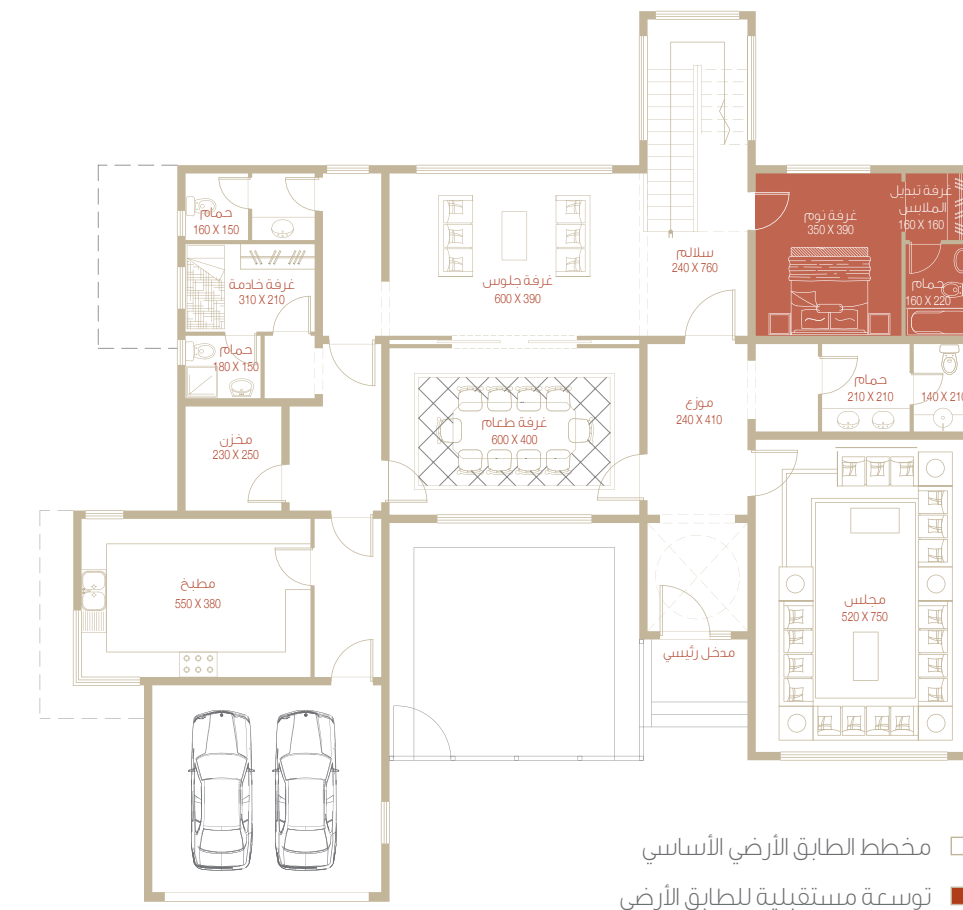 غرفة تبديل
الملابس
160 X 160
غرفة نوم
350 X 390
حمام
160 X 220
سلالم
240 X 760
غرفة جلوس
600 X 390
حمام
160 X 150
غرفة خادمة
310 X 210
حمام
180 X 150
حمام
210 X 210
140 X 210
موزع
240 X 410
غرفة طعام
600 X 400
مخزن
230 X 250
مطبخ
550 X 380
مجلس
520 X 750
مدخل رئيسي
مخطط الطابق الأرضي الأساسي
توسعة مستقبلية للطابق الأرضي